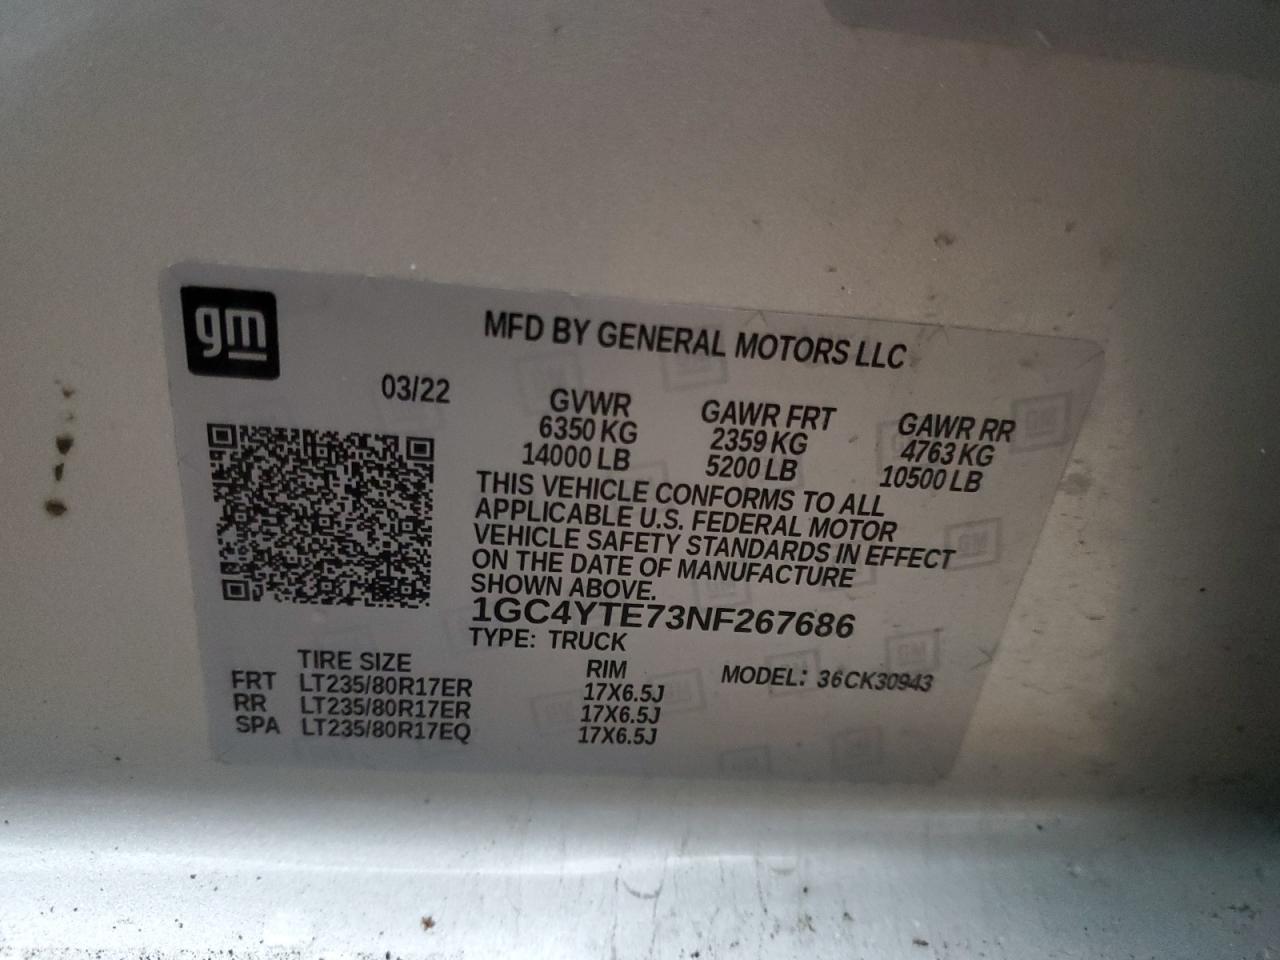 gm
MFD BY GENERAL MOTORS LLC
03/22
GVWR GAWR FRT GAWR RR
6350 KG 2359 KG 4763 KG
14000 LB 5200 LB 10500 LB
THIS VEHICLE CONFORMS TO ALL
APPLICABLE U.S. FEDERAL MOTOR
VEHICLE SAFETY STANDARDS IN EFFECT
ON THE DATE OF MANUFACTURE
SHOWN ABOVE.
1GC4YTE73NF267686
TYPE: TRUCK
TIRE SIZE RIM MODEL: 36CK30943
FRT LT235/80R17ER 17X6.5J
RR LT235/80R17ER 17X6.5J
SPA LT235/80R17EQ 17X6.5J